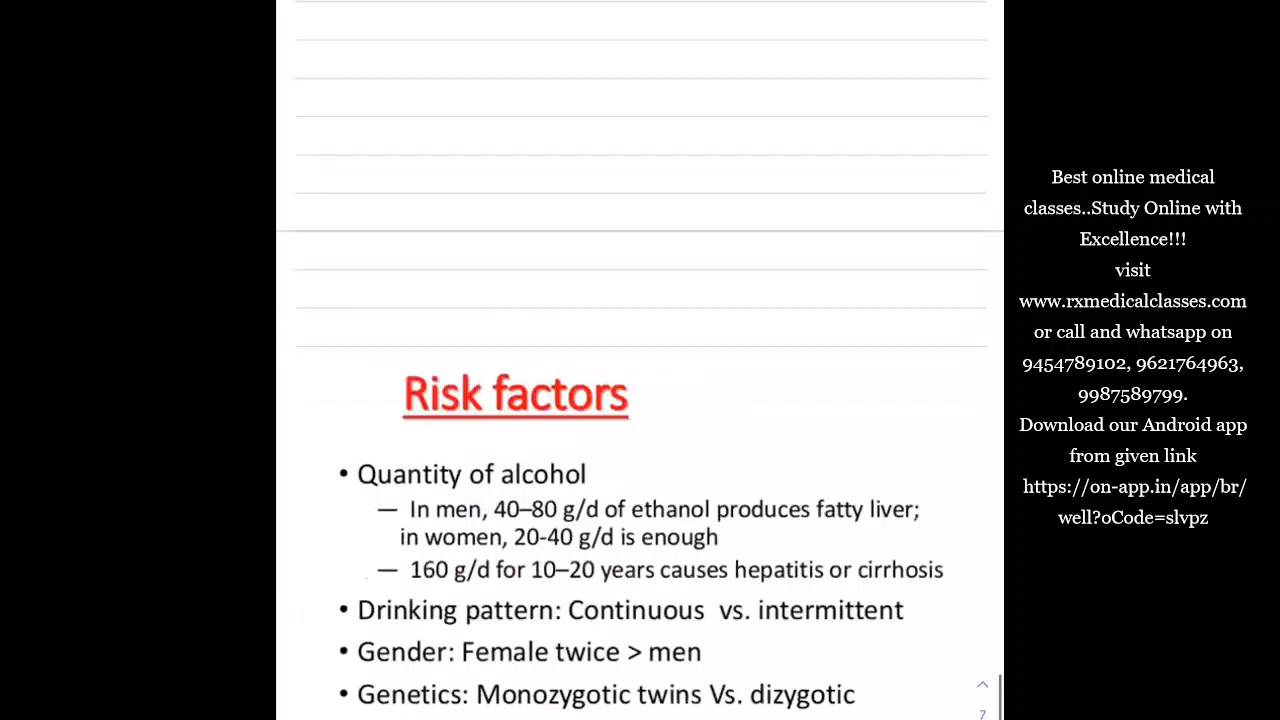 Risk factors
• Quantity of alcohol
— In men, 40–80 g/d of ethanol produces fatty liver;
in women, 20-40 g/d is enough
— 160 g/d for 10–20 years causes hepatitis or cirrhosis
• Drinking pattern: Continuous vs. intermittent
• Gender: Female twice > men
• Genetics: Monozygotic twins Vs. dizygotic
7
Best online medical
classes..Study Online with
Excellence!!!
visit
www.rxmedicalclasses.com
or call and whatsapp on
9454789102, 9621764963,
9987589799.
Download our Android app
from given link
https://on-app.in/app/br/
well?oCode=slvpz